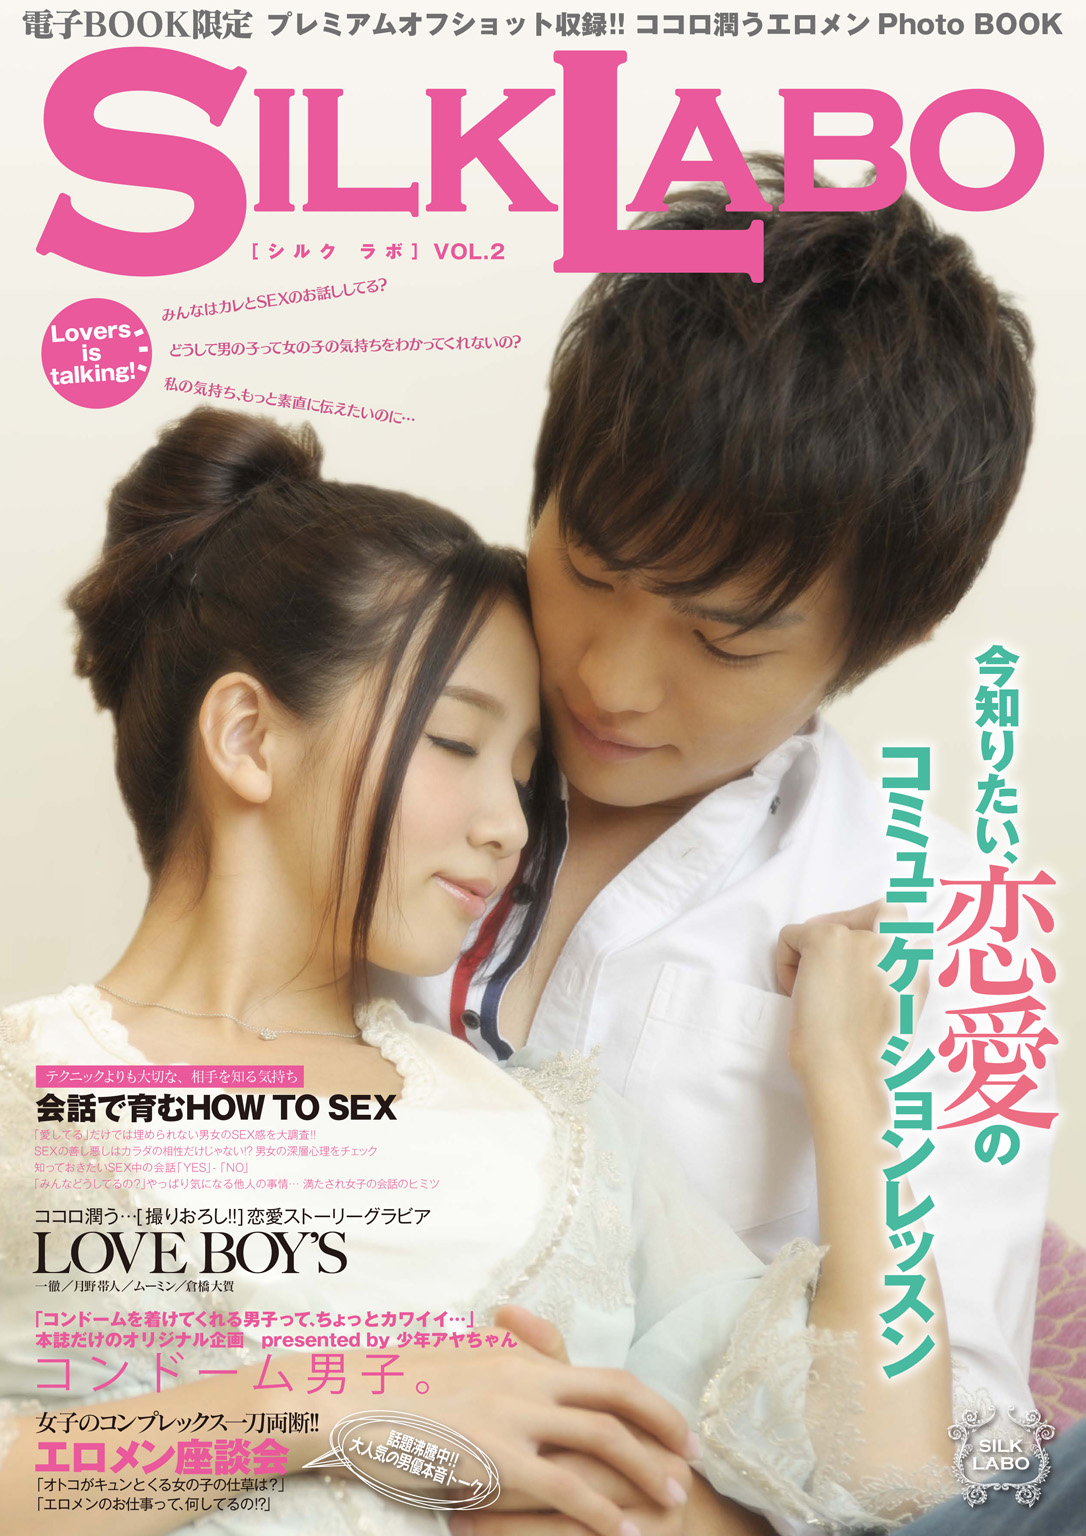 電子BOOK限定 プレミアムオフショット収録!! ココロ潤うエロメン Photo BOOK
SILKLABO
[シルク ラボ] VOL.2
Lovers
is
talking!
みんなはカレとSEXのお話ししてる?
どうして男の子って女の子の気持ちをわかってくれないの?
私の気持ち、もっと素直に伝えたいのに…
今知りたい、恋愛の
コミュニケーションレッスン
テクニックよりも大切な、相手を知る気持ち
会話で育むHOW TO SEX
「愛してる」だけでは埋められない男女のSEX感を大調査!!
SEXの善し悪しはカラダの相性だけじゃない!? 男女の深層心理をチェック
知っておきたいSEX中の会話「YES」-「NO」
「みんなどうしてるの?」やっぱり気になる他人の事情… 満たされ女子の会話のヒミツ
ココロ潤う…[撮りおろし!!]恋愛ストーリーグラビア
LOVE BOY'S
一徹／月野帯人／ムーミン／倉橋大賀
「コンドームを着けてくれる男子って、ちょっとカワイイ…」
本誌だけのオリジナル企画 presented by 少年アヤちゃん
コンドーム男子。
女子のコンプレックス一刀両断!!
エロメン座談会
話題沸騰中!!
大人気の男優本音トーク
「オトコがキュンとくる女の子の仕草は?」
「エロメンのお仕事って、何してるの!?」
SILK
LABO